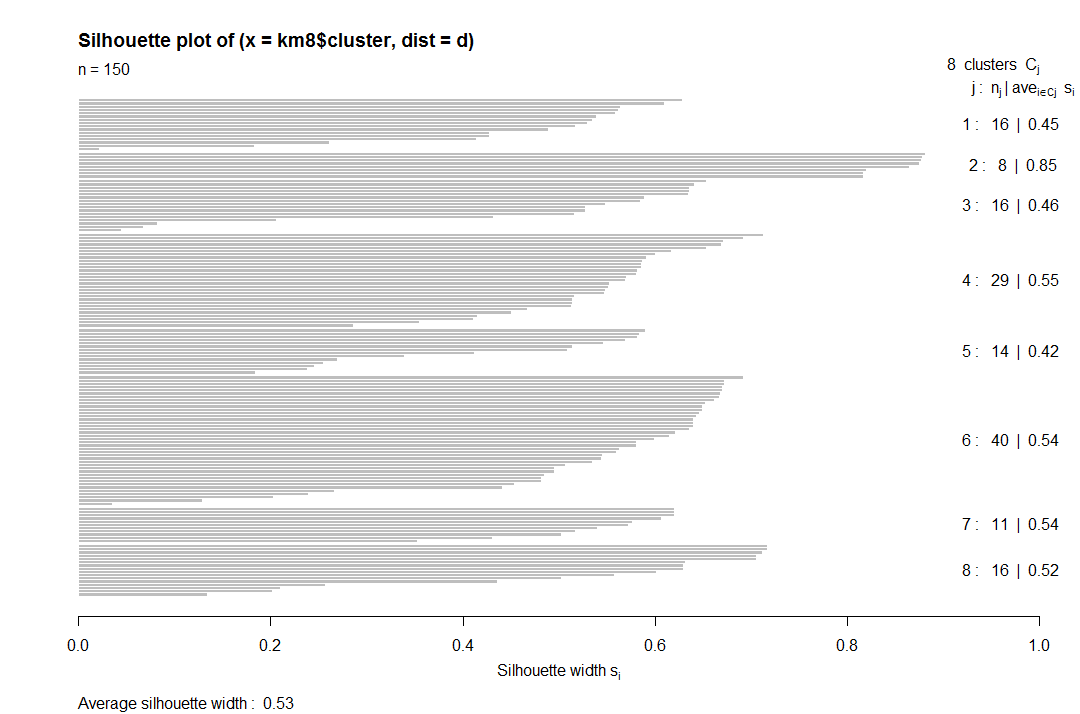 Silhouette plot of (x = km8$cluster, dist = d)
n = 150
8 clusters Cj
j : nj | avei∈Cj si
1 : 16 | 0.45
2 : 8 | 0.85
3 : 16 | 0.46
4 : 29 | 0.55
5 : 14 | 0.42
6 : 40 | 0.54
7 : 11 | 0.54
8 : 16 | 0.52
0.0 0.2 0.4 0.6 0.8 1.0
Silhouette width si
Average silhouette width : 0.53